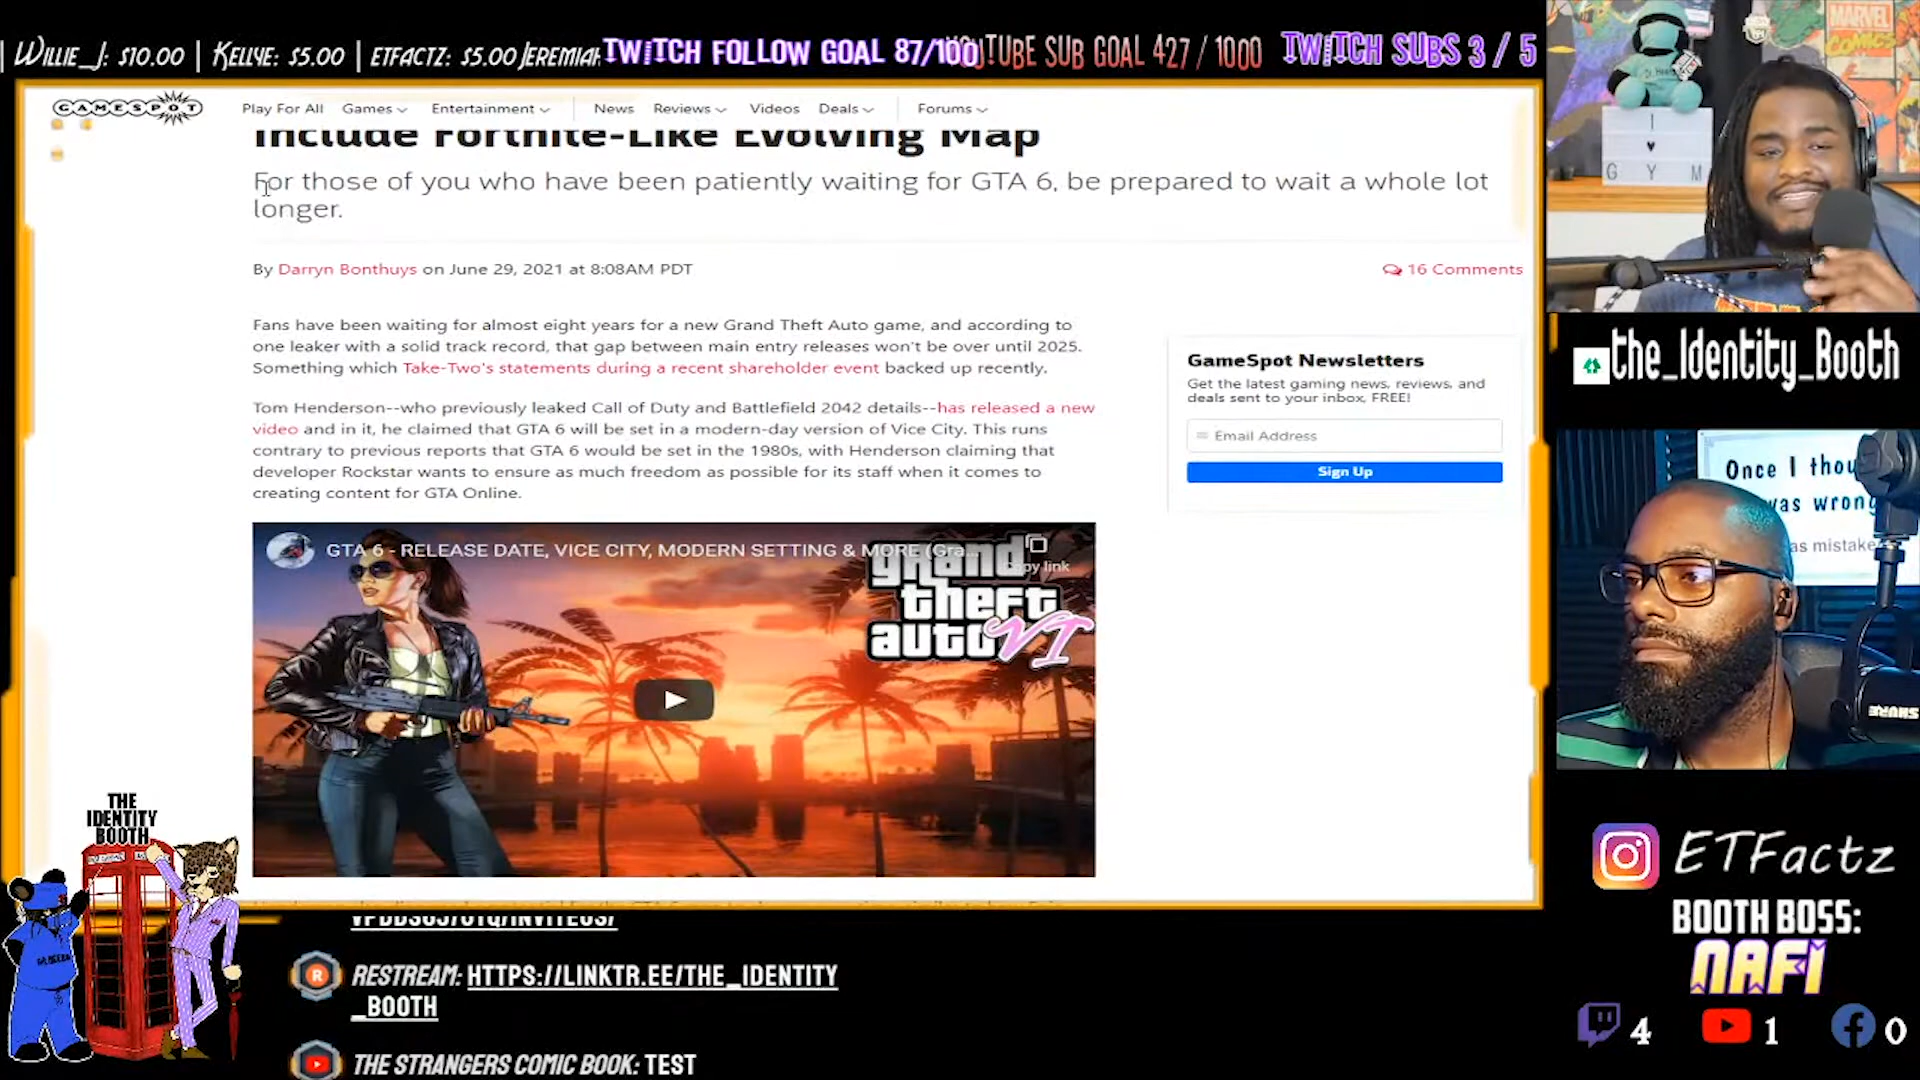 | Willie_J: $10.00 | Kellye: $5.00 | etfactz: $5.00 Jeremiah
Twitch Follow Goal 87/100
Sub Goal 427 / 1000
Twitch Subs 3 / 5
GAMESPOT
Play For All Games Entertainment News Reviews Videos Deals Forums
Include Fortnite-Like Evolving Map
For those of you who have been patiently waiting for GTA 6, be prepared to wait a whole lot
longer.
By Darryn Bonthuys on June 29, 2021 at 8:08AM PDT
16 Comments
Fans have been waiting for almost eight years for a new Grand Theft Auto game, and according to
one leaker with a solid track record, that gap between main entry releases won't be over until 2025.
Something which Take-Two's statements during a recent shareholder event backed up recently.
Tom Henderson--who previously leaked Call of Duty and Battlefield 2042 details--has released a new
video and in it, he claimed that GTA 6 will be set in a modern-day version of Vice City. This runs
contrary to previous reports that GTA 6 would be set in the 1980s, with Henderson claiming that
developer Rockstar wants to ensure as much freedom as possible for its staff when it comes to
creating content for GTA Online.
GameSpot Newsletters
Get the latest gaming news, reviews, and
deals sent to your inbox, FREE!
Email Address
Sign Up
GTA 6 - RELEASE DATE, VICE CITY, MODERN SETTING & MORE (Gra...
Copy link
grand
theft
auto VI
THE
IDENTITY
BOOTH
RESTREAM: HTTPS://LINKTR.EE/THE_IDENTITY
_BOOTH
THE STRANGERS COMIC BOOK: TEST
MARVEL
COMICS
I
♥
G Y M
the_Identity_Booth
Once I thou
was wrong
as mistake
SHURE
ETFactz
BOOTH BOSS:
NAFI
4
1
0